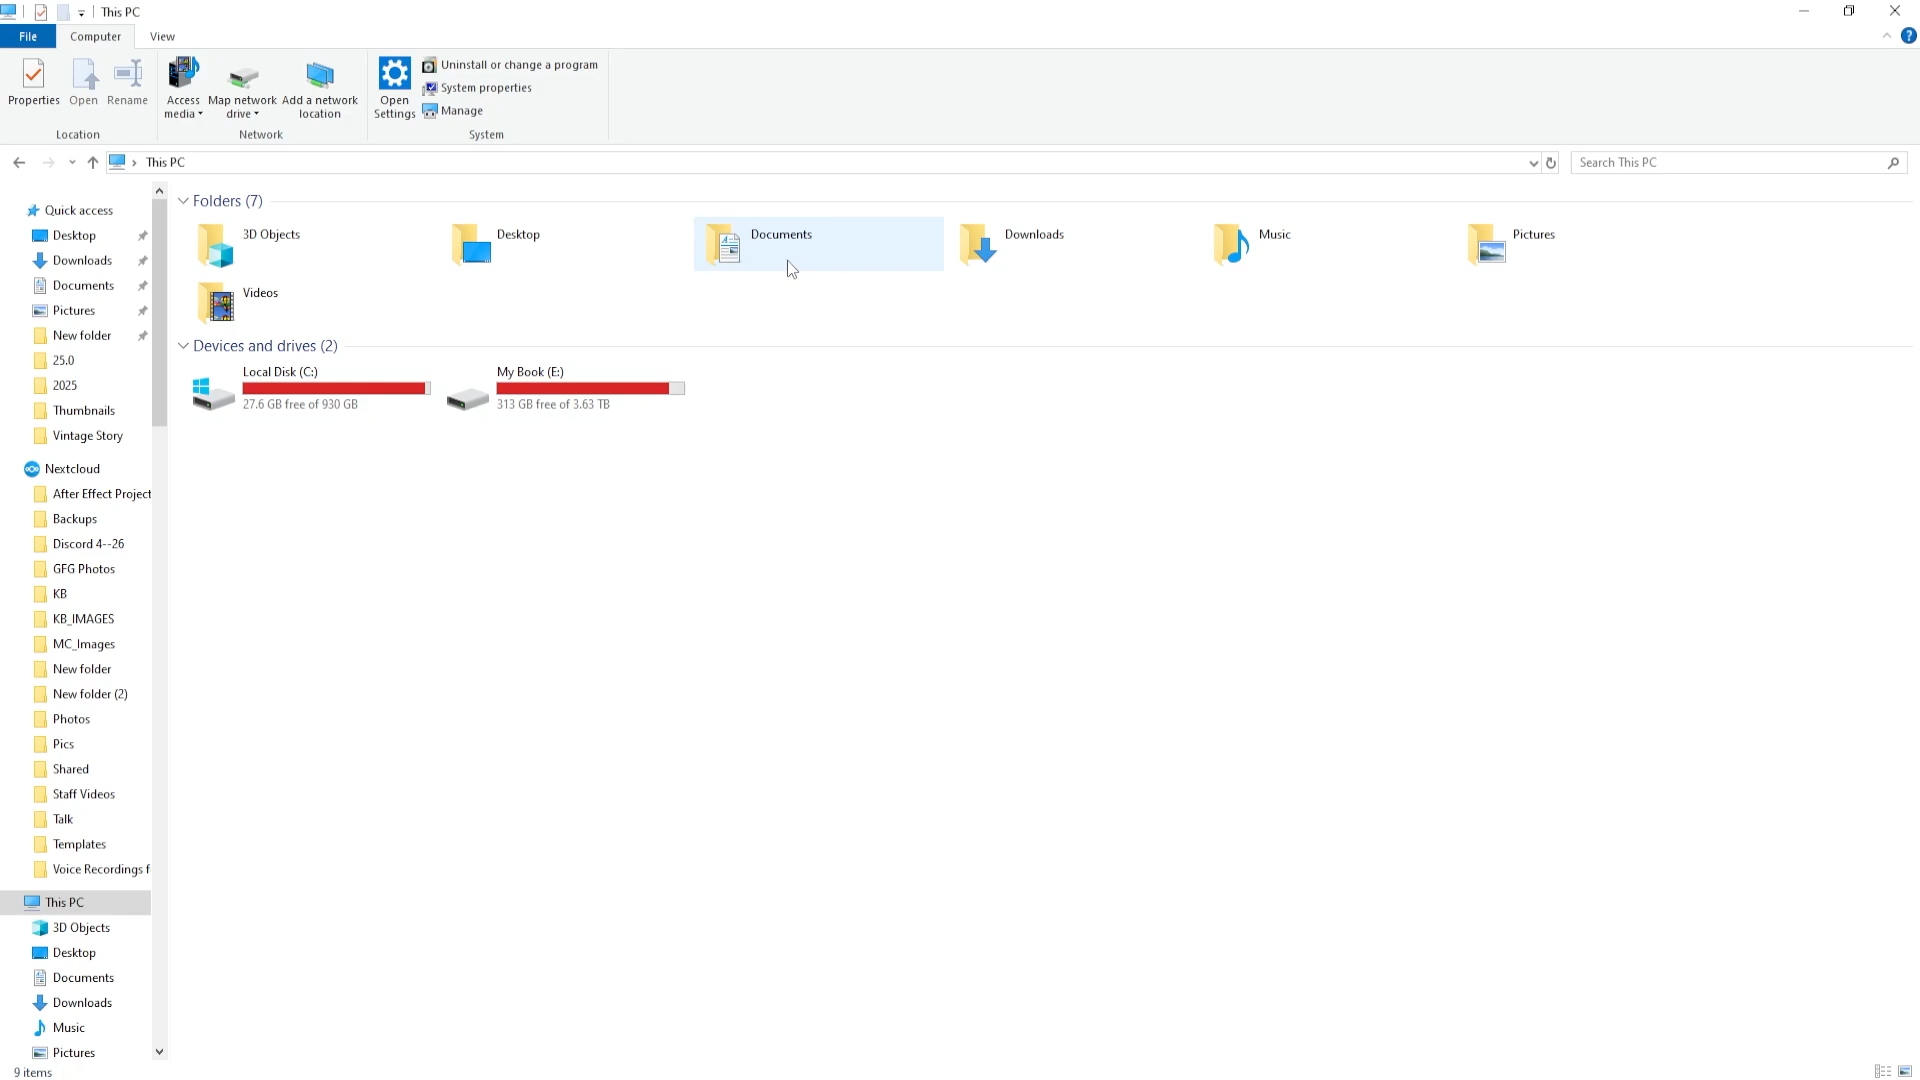 This PC
File
Computer
View
Properties
Open
Rename
Access media
Map network drive
Add a network location
Open Settings
Uninstall or change a program
System properties
Manage
Location
Network
System
This PC
Search This PC
Quick access
Desktop
Downloads
Documents
Pictures
New folder
25.0
2025
Thumbnails
Vintage Story
Nextcloud
After Effect Project
Backups
Discord 4--26
GFG Photos
KB
KB_IMAGES
MC_Images
New folder
New folder (2)
Photos
Pics
Shared
Staff Videos
Talk
Templates
Voice Recordings f
This PC
3D Objects
Desktop
Documents
Downloads
Music
Pictures
Folders (7)
3D Objects
Desktop
Documents
Downloads
Music
Pictures
Videos
Devices and drives (2)
Local Disk (C:)
27.6 GB free of 930 GB
My Book (E:)
313 GB free of 3.63 TB
9 items